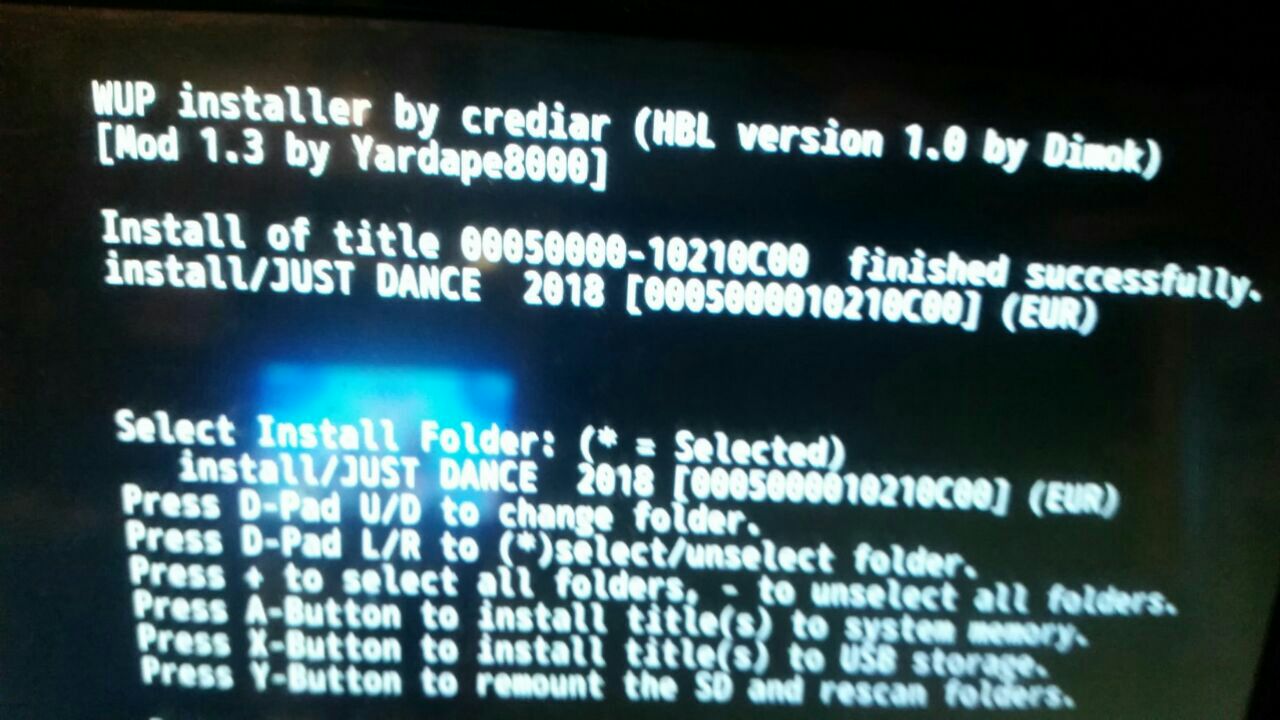 WUP installer by crediar (HBL version 1.0 by Dimok)
[Mod 1.3 by Yardape8000]
Install of title 00050000-10210C00 finished successfully.
install/JUST DANCE 2018 [0005000010210C00] (EUR)
Select Install Folder: (* = Selected)
install/JUST DANCE 2018 [0005000010210C00] (EUR)
Press D-Pad U/D to change folder.
Press D-Pad L/R to (*)select/unselect folder.
Press + to select all folders, - to unselect all folders.
Press A-Button to install title(s) to system memory.
Press X-Button to install title(s) to USB storage.
Press Y-Button to remount the SD and rescan folders.